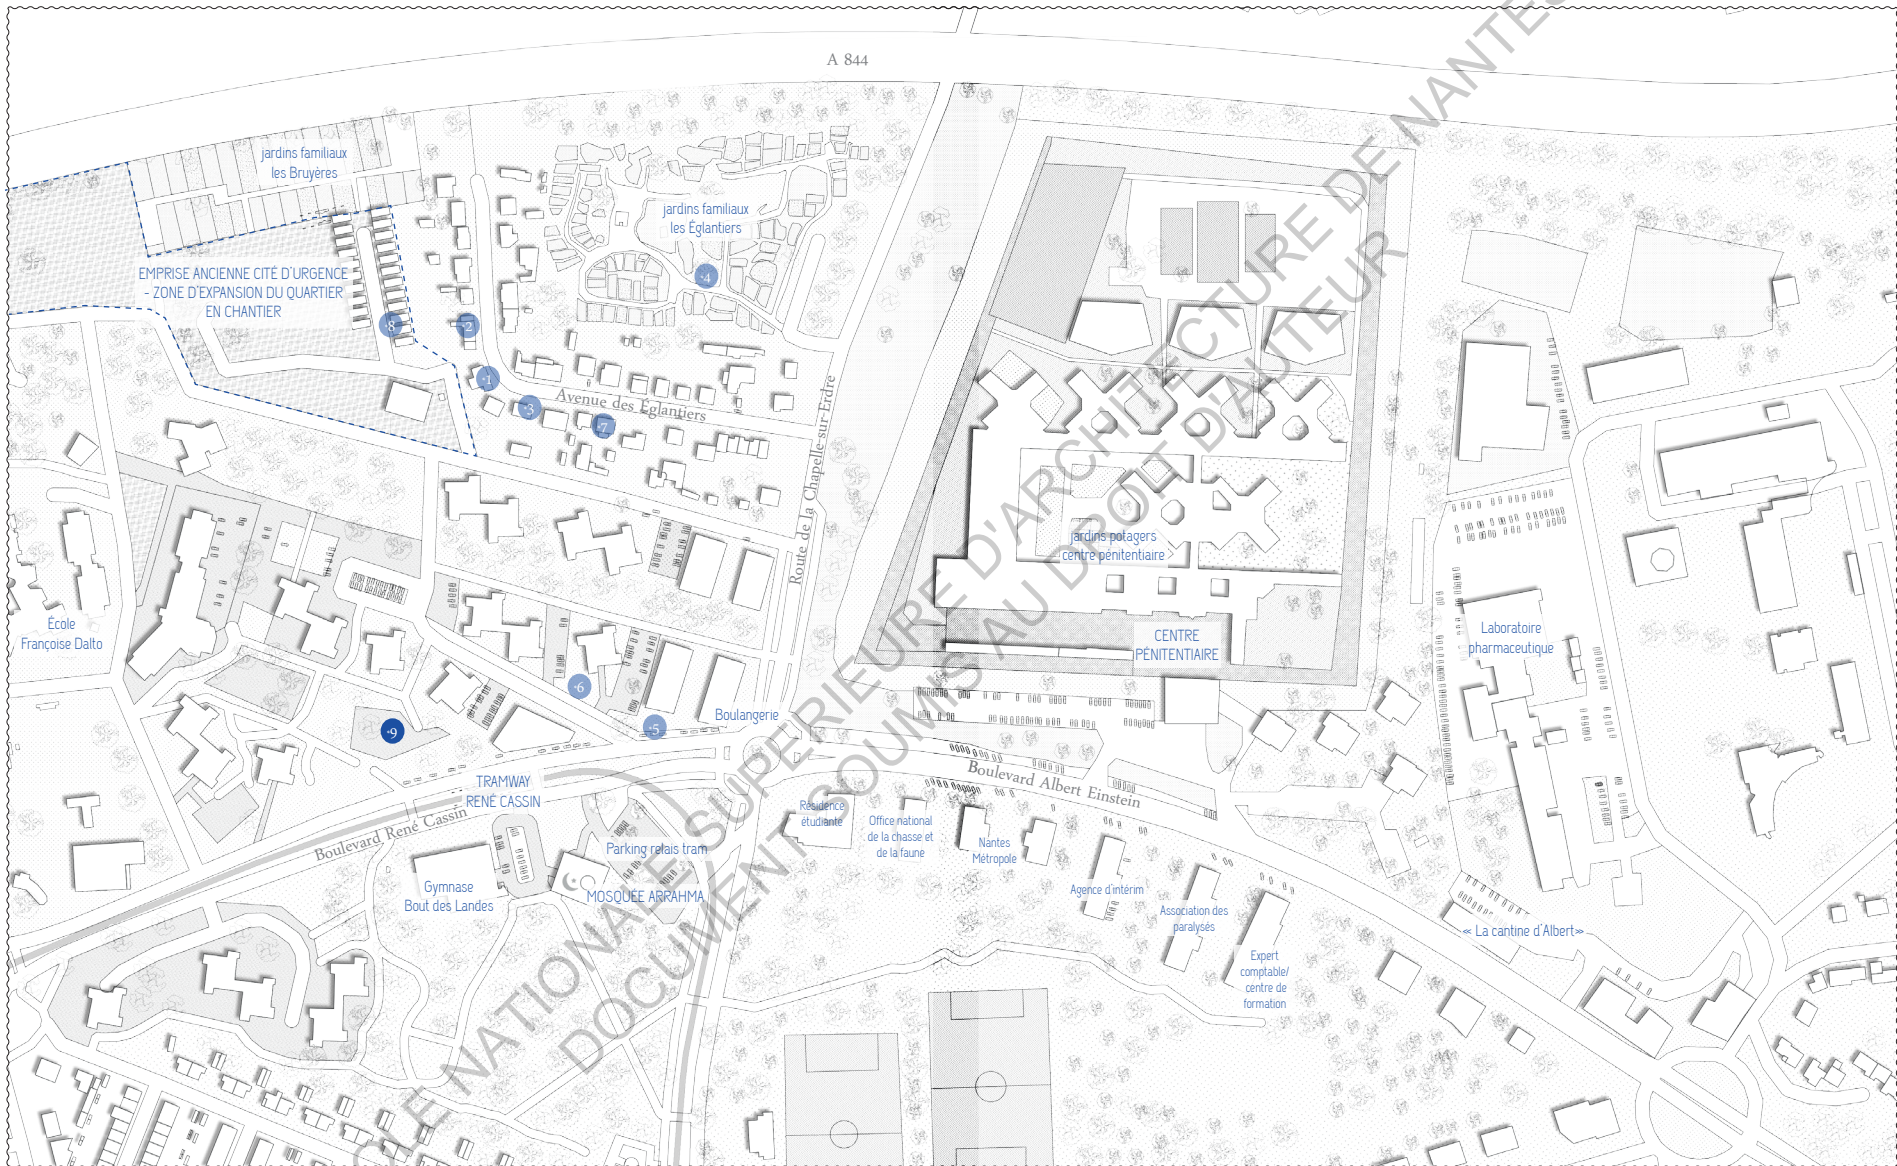 A 844
jardins familiaux
les Bruyères
jardins familiaux
les Églantiers
EMPRISE ANCIENNE CITÉ D'URGENCE
- ZONE D'EXPANSION DU QUARTIER
EN CHANTIER
·4
·8
·2
·1
·3
·7
Avenue des Églantiers
Route de la Chapelle-sur-Erdre
jardins potagers
centre pénitentiaire
École
Françoise Dalto
CENTRE
PÉNITENTIAIRE
Laboratoire
pharmaceutique
·6
·5
·9
Boulangerie
TRAMWAY
RENÉ CASSIN
Boulevard René Cassin
Boulevard Albert Einstein
Résidence
étudiante
Office national
de la chasse et
de la faune
Nantes
Métropole
Parking relais tram
MOSQUÉE ARRAHMA
Gymnase
Bout des Landes
Agence d'intérim
Association des
paralysés
Expert
comptable/
centre de
formation
« La cantine d'Albert»
NATIONALE SUPERIEURE D'ARCHITECTURE DE NANTES
DOCUMENT SOUMIS AU DROIT D'AUTEUR